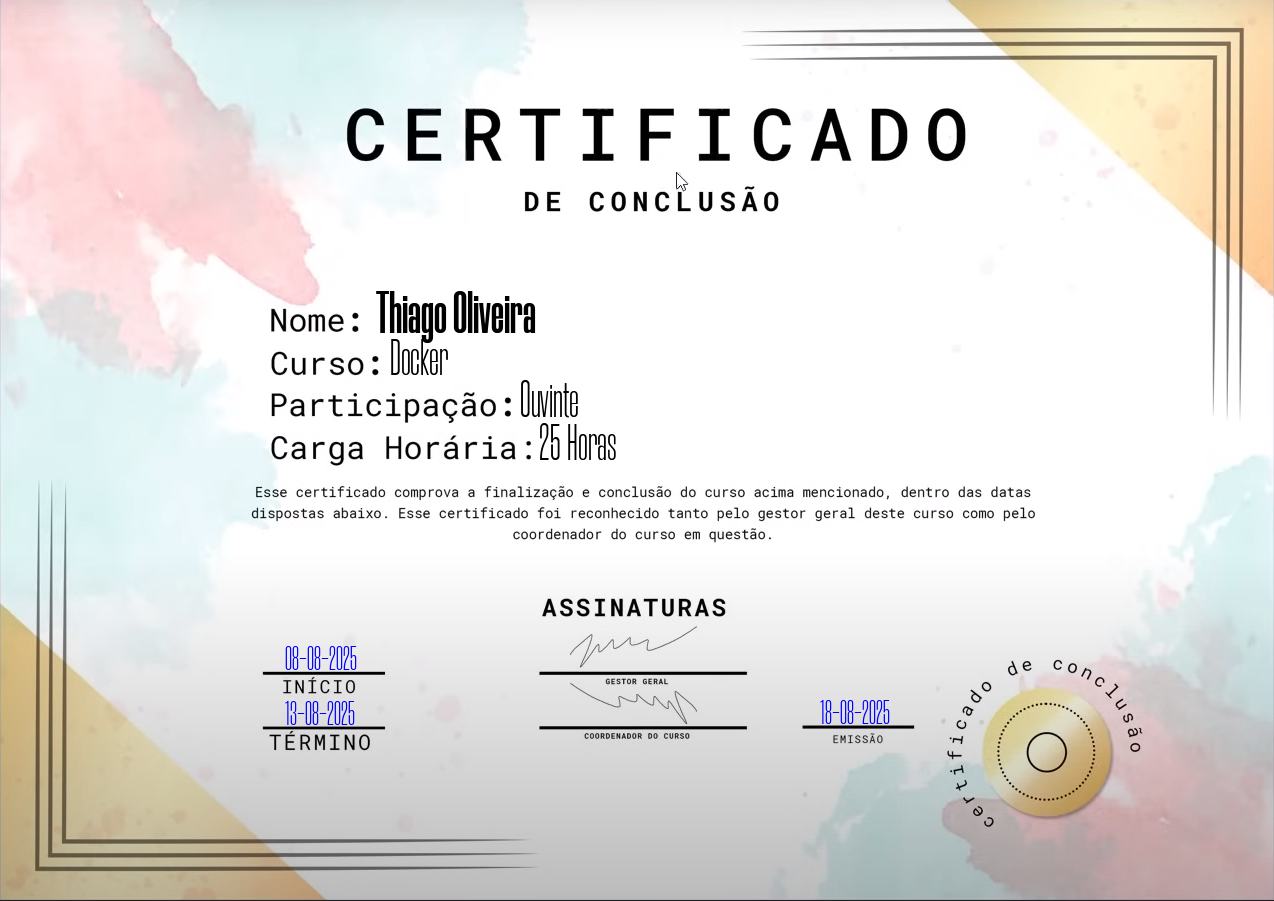 CERTIFICADO
DE CONCLUSÃO
Nome: Thiago Oliveira
Curso: Docker
Participação: Ouvinte
Carga Horária: 25 Horas
Esse certificado comprova a finalização e conclusão do curso acima mencionado, dentro das datas
dispostas abaixo. Esse certificado foi reconhecido tanto pelo gestor geral deste curso como pelo
coordenador do curso em questão.
ASSINATURAS
08-08-2025
INÍCIO
13-08-2025
TÉRMINO
GESTOR GERAL
COORDENADOR DO CURSO
18-08-2025
EMISSÃO
certificado de conclusão